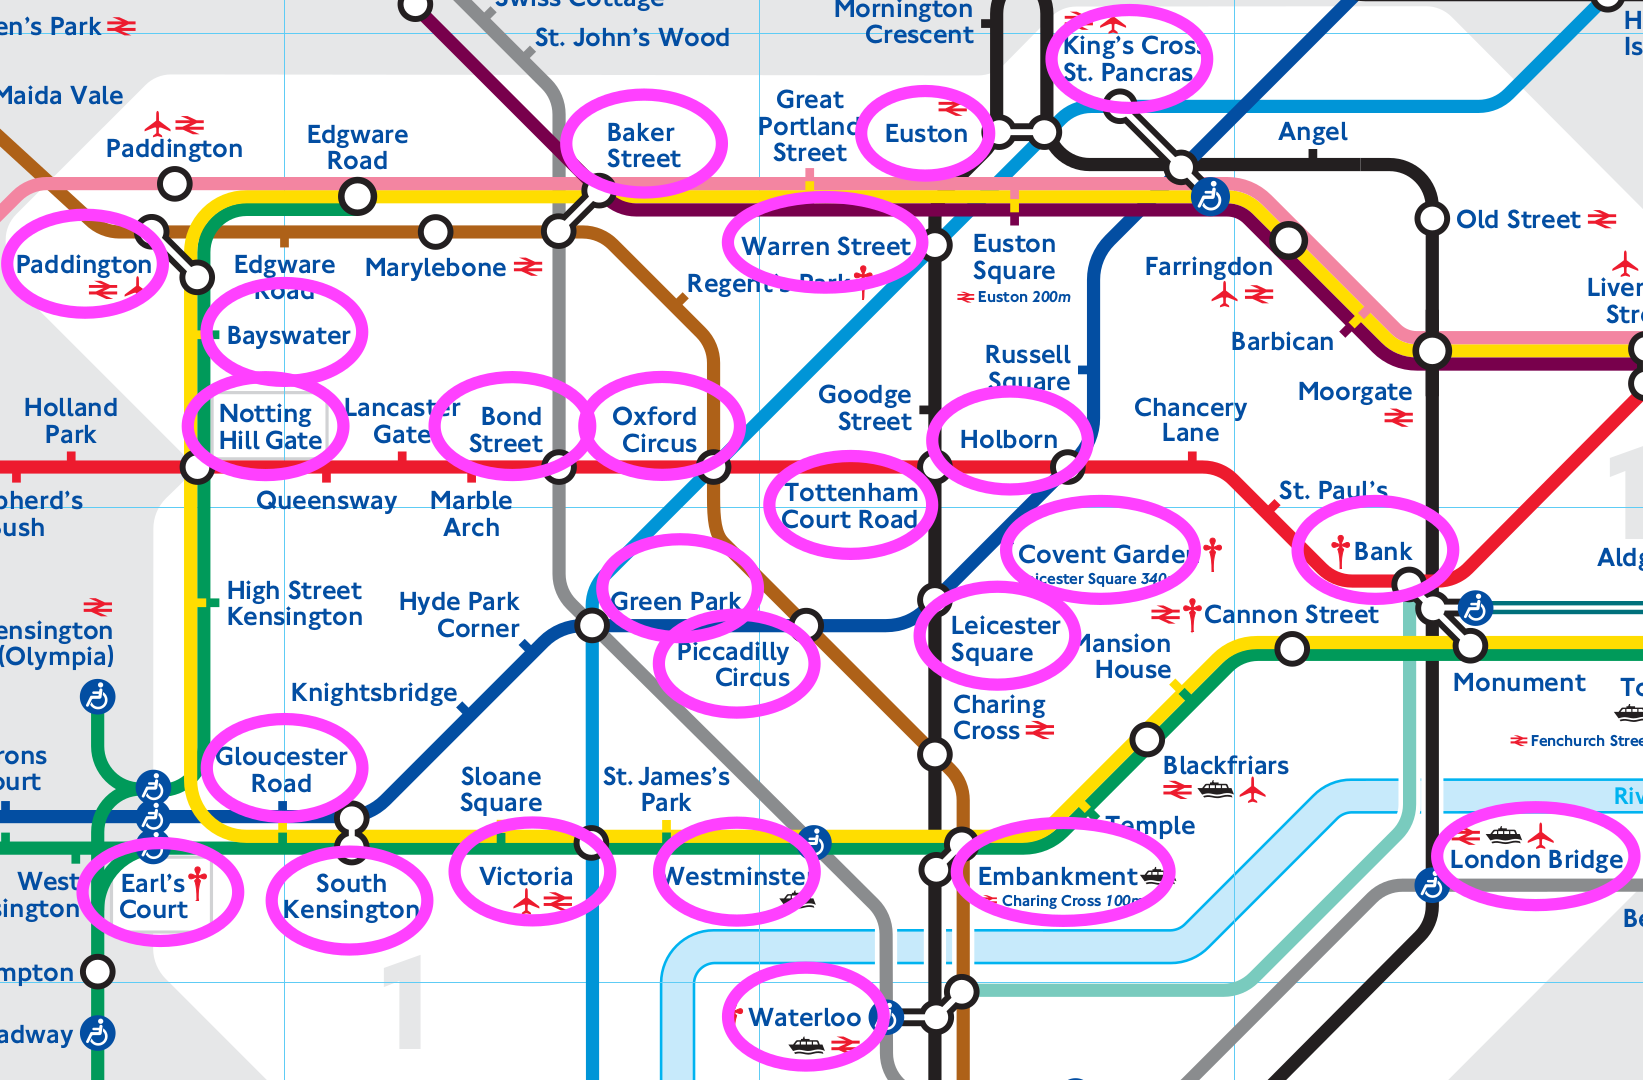 Swiss Cottage
en's Park
St. John's Wood
Mornington
Crescent
King's Cross
St. Pancras
H
Is
Maida Vale
Paddington
Edgware
Road
Baker
Street
Great
Portland
Street
Euston
Angel
Old Street
Paddington
Edgware
Road
Marylebone
Regent's Park
Warren Street
Euston
Square
Euston 200m
Farringdon
Liver
Stre
Bayswater
Barbican
Russell
Square
Moorgate
Holland
Park
Notting
Hill Gate
Lancaster
Gate
Bond
Street
Oxford
Circus
Goodge
Street
Holborn
Chancery
Lane
1
pherd's
ush
Queensway
Marble
Arch
Tottenham
Court Road
St. Paul's
Covent Garden
icester Square 340
Bank
Aldg
High Street
Kensington
Hyde Park
Corner
Green Park
Cannon Street
ensington
(Olympia)
Piccadilly
Circus
Leicester
Square
Mansion
House
Knightsbridge
Monument
Charing
Cross
To
Fenchurch Stree
rons
ourt
Gloucester
Road
Sloane
Square
St. James's
Park
Blackfriars
Riv
Temple
London Bridge
West
sington
Earl's
Court
South
Kensington
Victoria
Westminster
Embankment
Charing Cross 100m
Be
mpton
1
adway
Waterloo